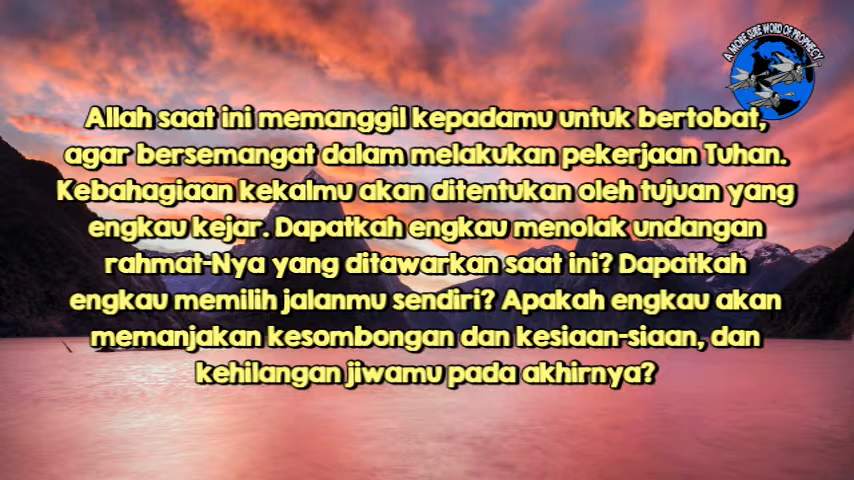 A MORE SURE WORD OF PROPHECY
Allah saat ini memanggil kepadamu untuk bertobat,
agar bersemangat dalam melakukan pekerjaan Tuhan.
Kebahagiaan kekalmu akan ditentukan oleh tujuan yang
engkau kejar. Dapatkah engkau menolak undangan
rahmat-Nya yang ditawarkan saat ini? Dapatkah
engkau memilih jalanmu sendiri? Apakah engkau akan
memanjakan kesombongan dan kesiaan-siaan, dan
kehilangan jiwamu pada akhirnya?